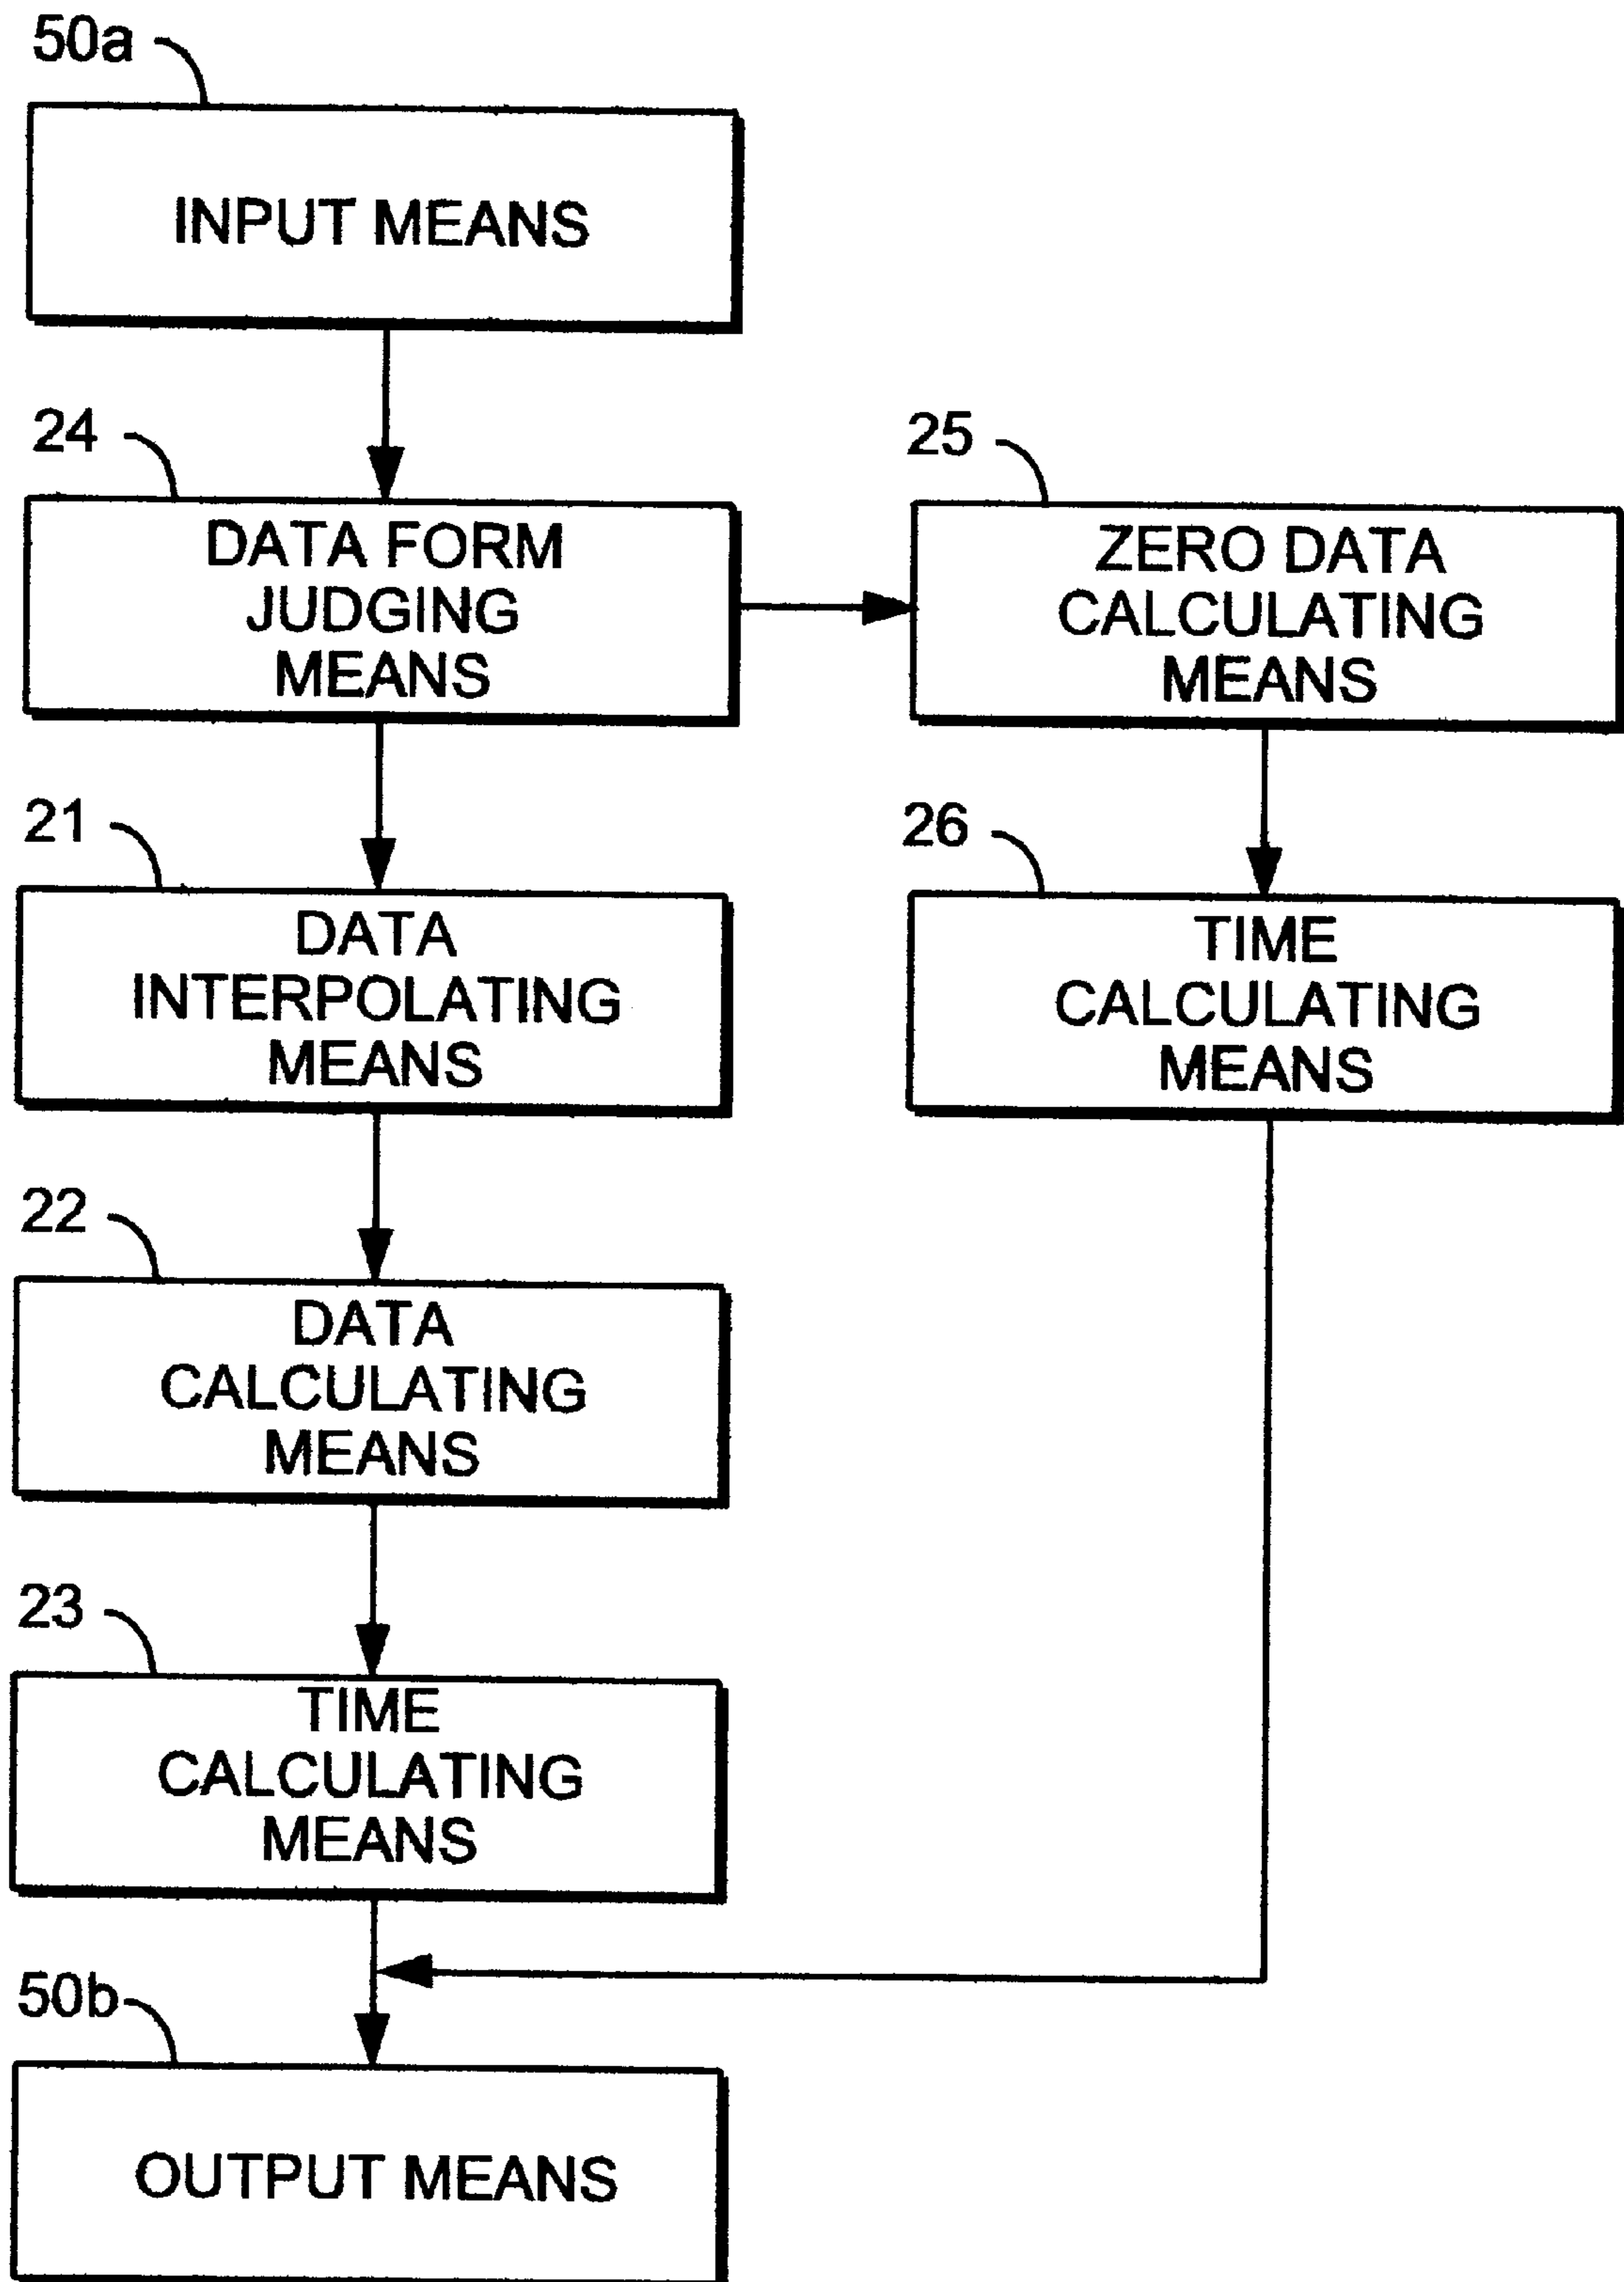 50a
INPUT MEANS
24
DATA FORM
JUDGING
MEANS
25
ZERO DATA
CALCULATING
MEANS
21
DATA
INTERPOLATING
MEANS
26
TIME
CALCULATING
MEANS
22
DATA
CALCULATING
MEANS
23
TIME
CALCULATING
MEANS
50b
OUTPUT MEANS